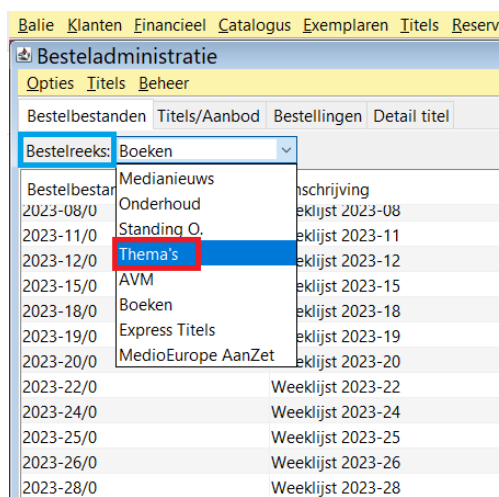 Balie Klanten Financieel Catalogus Exemplaren Titels Reserv
Besteladministratie
Opties Titels Beheer
Bestelbestanden Titels/Aanbod Bestellingen Detail titel
Bestelreeks: Boeken
Medianieuws
Onderhoud
Standing O.
Thema's
AVM
Boeken
Express Titels
MedioEurope AanZet
Bestelbestan nschrijving
2023-08/0 eeklijst 2023-08
2023-11/0 eeklijst 2023-11
2023-12/0 eeklijst 2023-12
2023-15/0 eeklijst 2023-15
2023-18/0 eeklijst 2023-18
2023-19/0 eeklijst 2023-19
2023-20/0 eeklijst 2023-20
2023-22/0 Weeklijst 2023-22
2023-24/0 Weeklijst 2023-24
2023-25/0 Weeklijst 2023-25
2023-26/0 Weeklijst 2023-26
2023-28/0 Weeklijst 2023-28